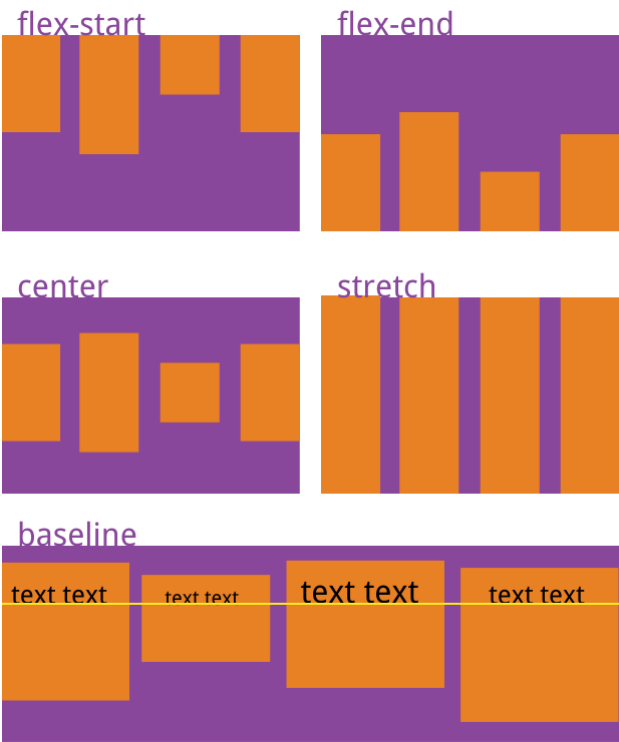 flex-start
flex-end
center
stretch
baseline
text text
text text
text text
text text